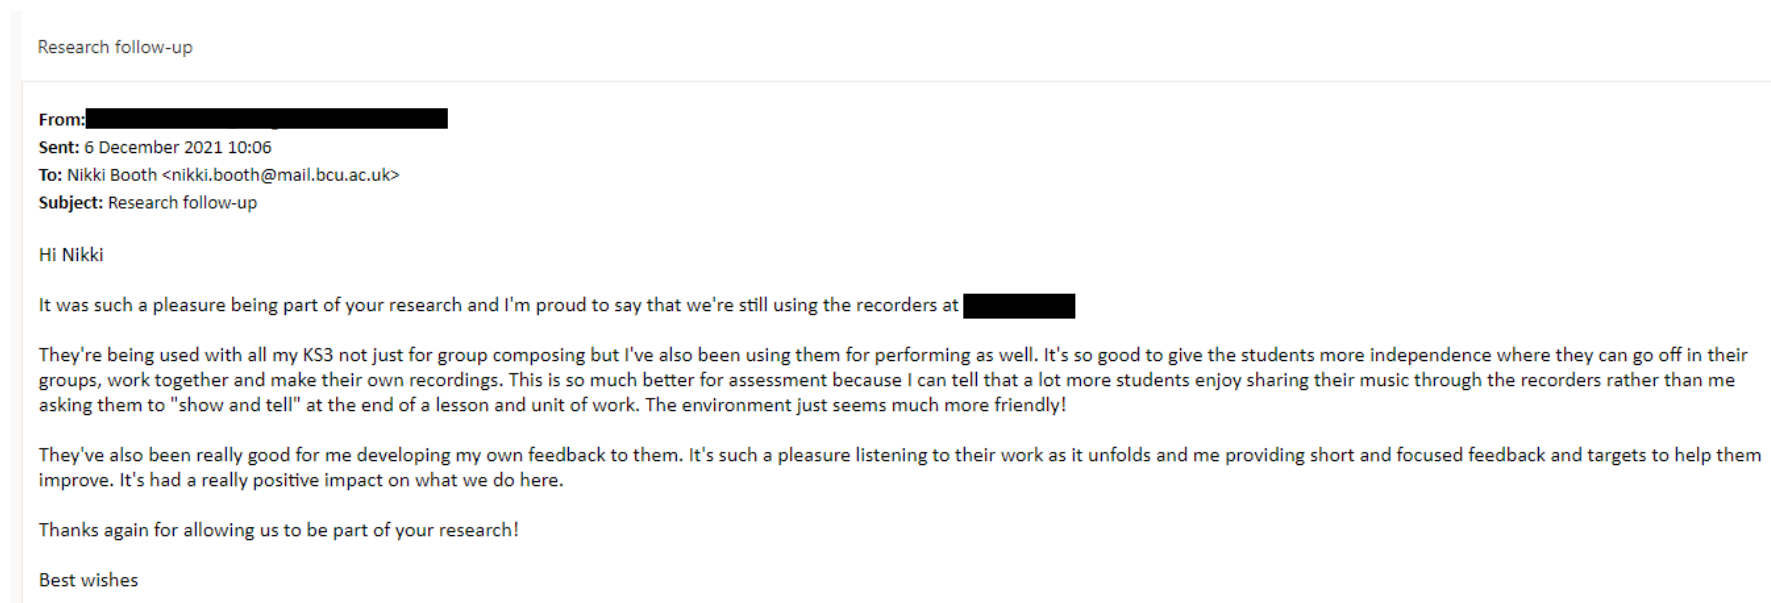 Research follow-up
From:
Sent: 6 December 2021 10:06
To: Nikki Booth <nikki.booth@mail.bcu.ac.uk>
Subject: Research follow-up
Hi Nikki
It was such a pleasure being part of your research and I'm proud to say that we're still using the recorders at
They're being used with all my KS3 not just for group composing but I've also been using them for performing as well. It's so good to give the students more independence where they can go off in their
groups, work together and make their own recordings. This is so much better for assessment because I can tell that a lot more students enjoy sharing their music through the recorders rather than me
asking them to "show and tell" at the end of a lesson and unit of work. The environment just seems much more friendly!
They've also been really good for me developing my own feedback to them. It's such a pleasure listening to their work as it unfolds and me providing short and focused feedback and targets to help them
improve. It's had a really positive impact on what we do here.
Thanks again for allowing us to be part of your research!
Best wishes